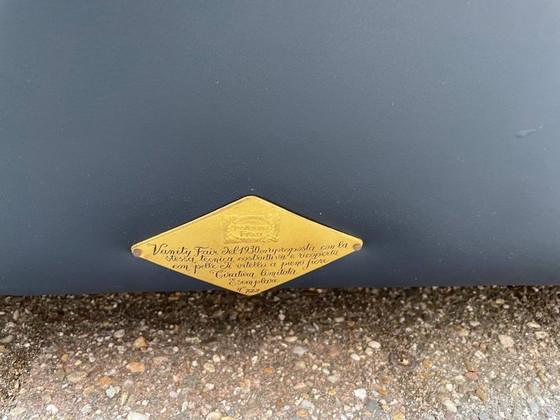 Vanity Fair del 1930 riproposta con la
stessa tecnica costruttiva e ricoperta
con pelle di vitello a pieno fiore
Tiratura limitata
Esemplare